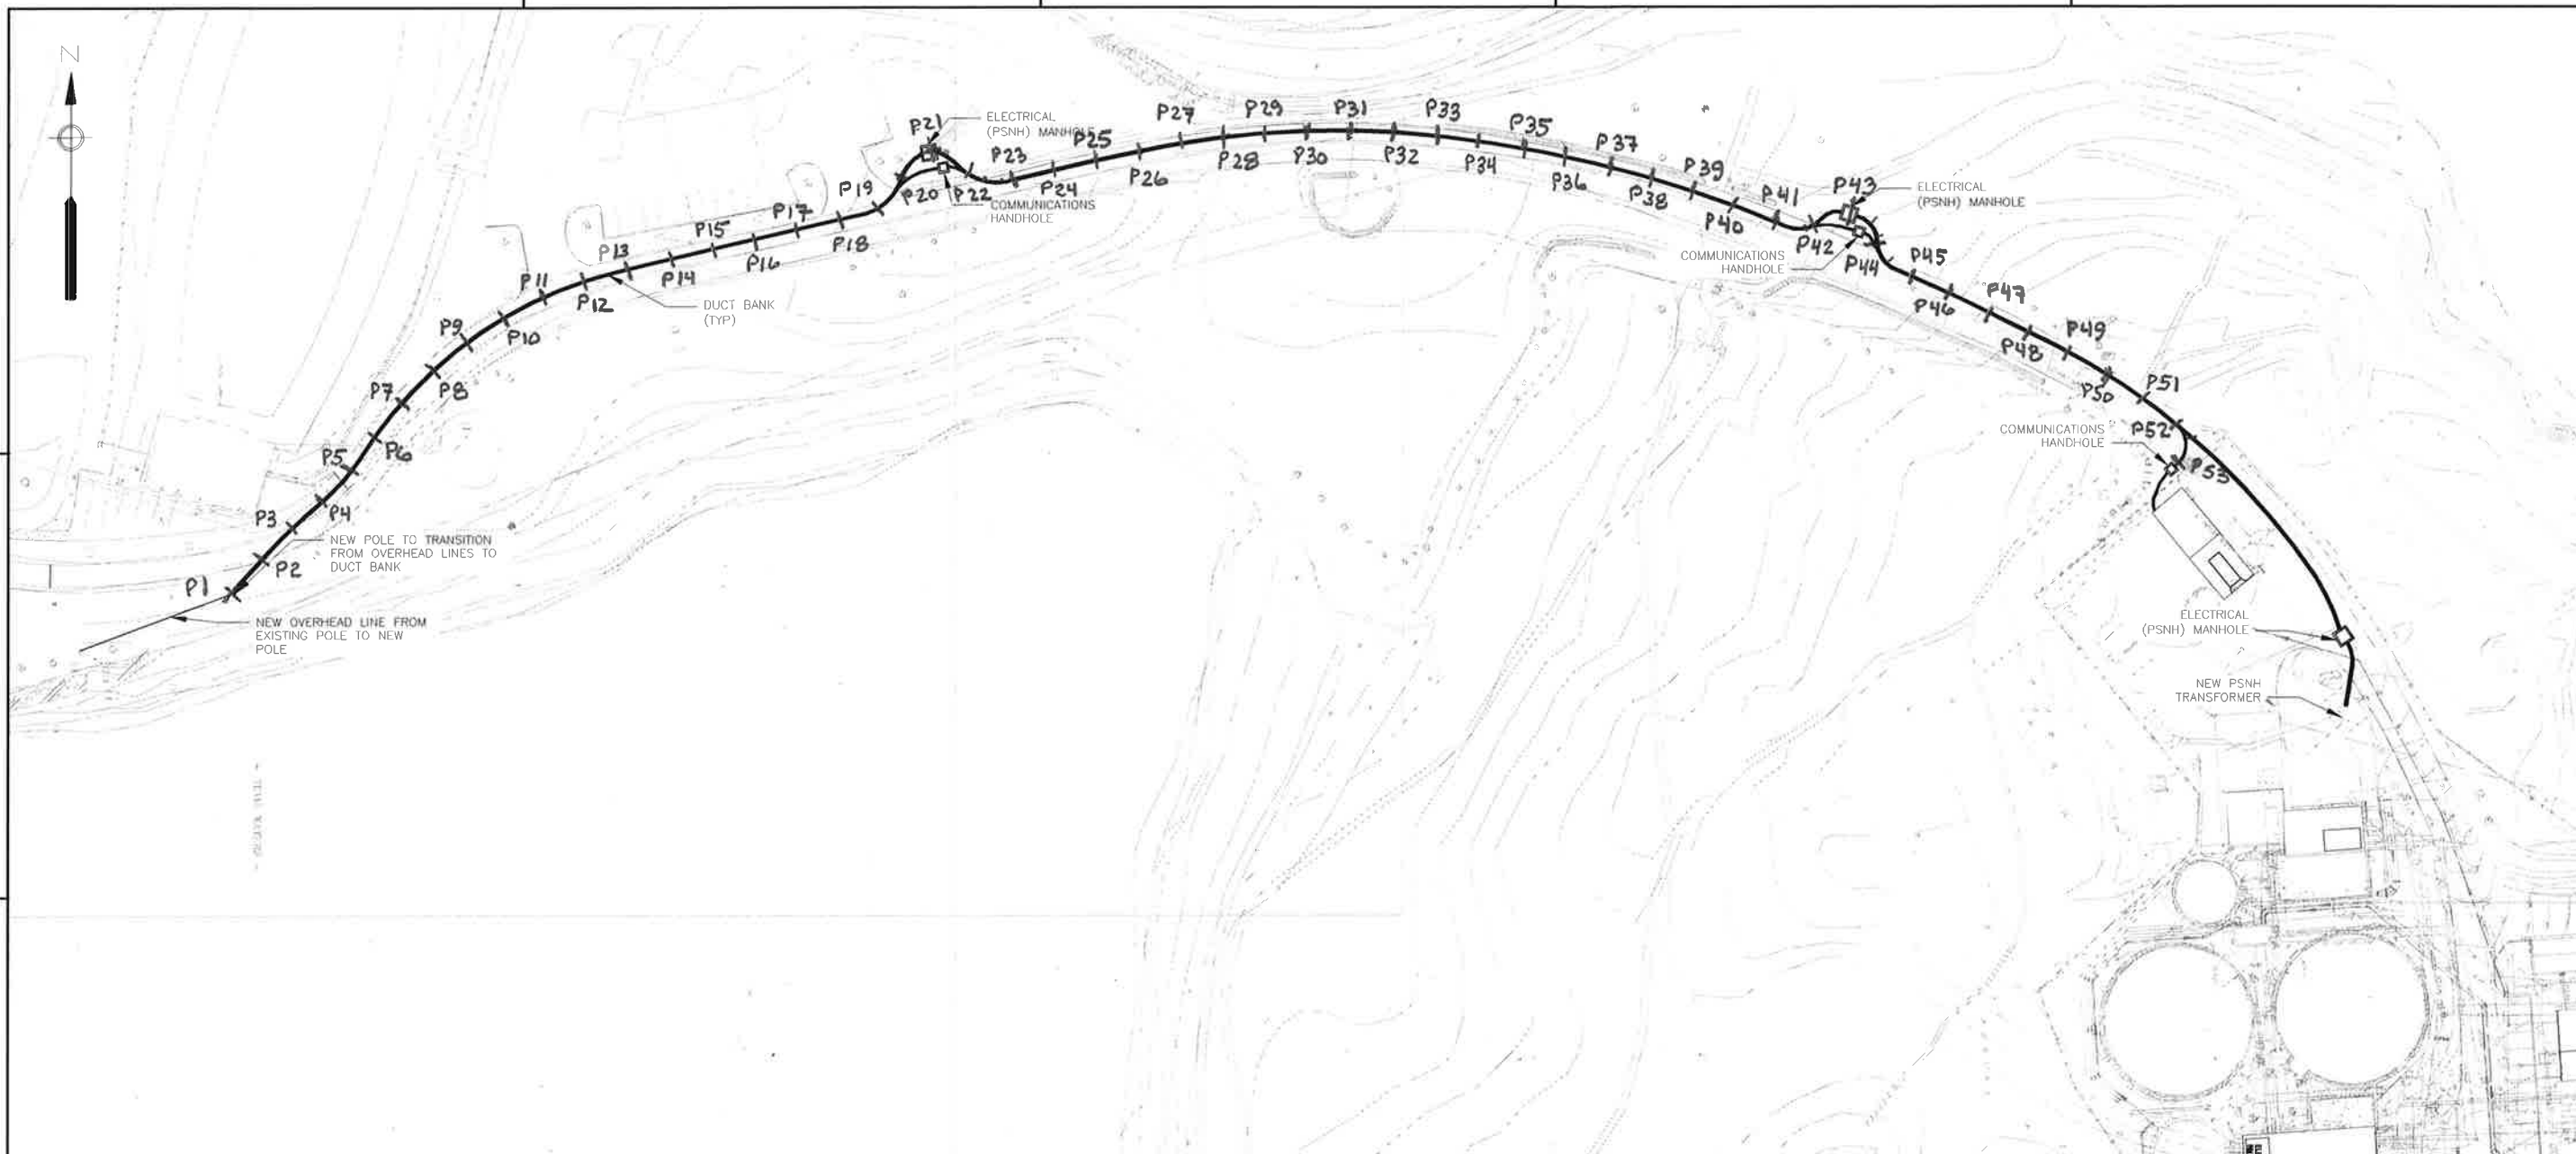 N
P1
P2
P3
P4
P5
P6
P7
P8
P9
P10
P11
P12
P13
P14
P15
P16
P17
P18
P19
P20
P21
P22
P23
P24
P25
P26
P27
P28
P29
P30
P31
P32
P33
P34
P35
P36
P37
P38
P39
P40
P41
P42
P43
P44
P45
P46
P47
P48
P49
P50
P51
P52
P53
ELECTRICAL
(PSNH) MANHOLE
COMMUNICATIONS
HANDHOLE
DUCT BANK
(TYP)
NEW POLE TO TRANSITION
FROM OVERHEAD LINES TO
DUCT BANK
NEW OVERHEAD LINE FROM
EXISTING POLE TO NEW
POLE
ELECTRICAL
(PSNH) MANHOLE
COMMUNICATIONS
HANDHOLE
COMMUNICATIONS
HANDHOLE
ELECTRICAL
(PSNH) MANHOLE
NEW PSNH
TRANSFORMER